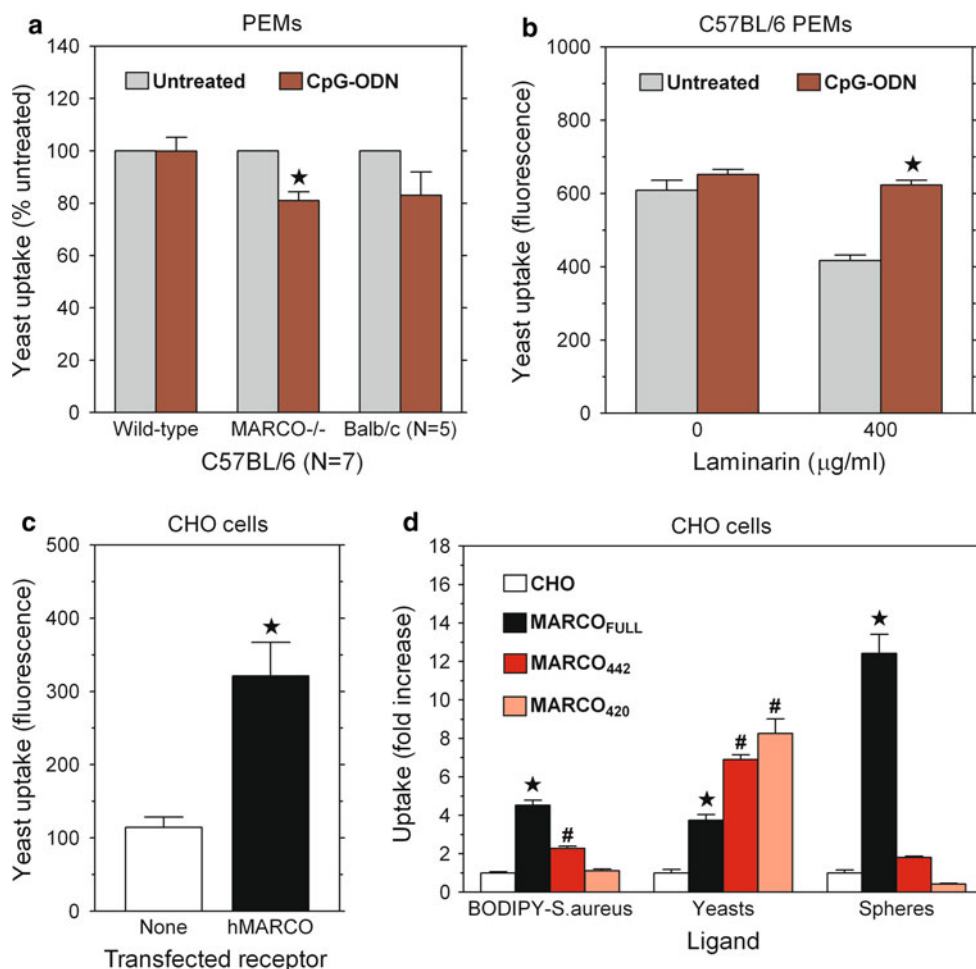 a
PEMs
Yeast uptake (% untreated)
140
120
100
80
60
40
20
0
Untreated
CpG-ODN
★
Wild-type
MARCO-/-
Balb/c (N=5)
C57BL/6 (N=7)
b
C57BL/6 PEMs
Yeast uptake (fluorescence)
1000
800
600
400
200
0
Untreated
CpG-ODN
★
0
400
Laminarin (μg/ml)
c
CHO cells
Yeast uptake (fluorescence)
500
400
300
200
100
0
★
None
hMARCO
Transfected receptor
d
CHO cells
Uptake (fold increase)
18
16
14
12
10
8
6
4
2
0
CHO
MARCO_FULL
MARCO_442
MARCO_420
★
#
★
#
#
★
BODIPY-S.aureus
Yeasts
Spheres
Ligand